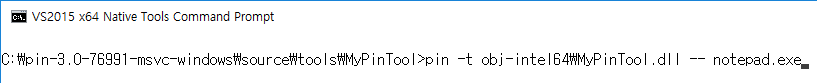 VS2015 x64 Native Tools Command Prompt
C:₩pin-3.0-76991-msvc-windows₩source₩tools₩MyPinTool>pin -t obj-intel64₩MyPinTool.dll -- notepad.exe